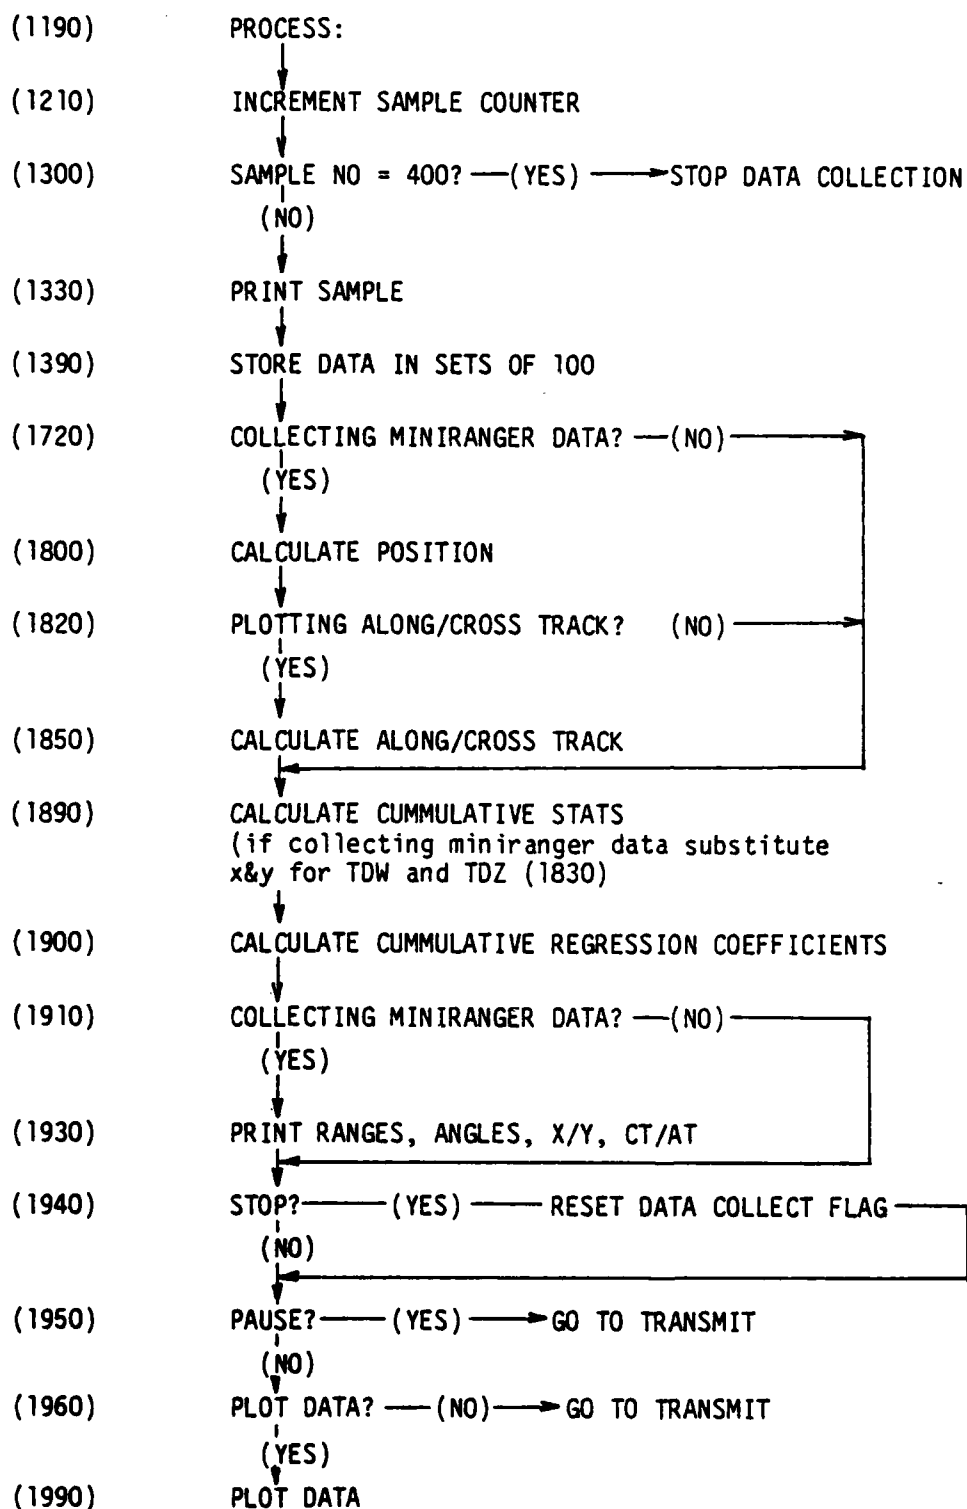 (1190) PROCESS:
(1210) INCREMENT SAMPLE COUNTER
(1300) SAMPLE NO = 400? (YES) STOP DATA COLLECTION
(NO)
(1330) PRINT SAMPLE
(1390) STORE DATA IN SETS OF 100
(1720) COLLECTING MINIRANGER DATA? (NO)
(YES)
(1800) CALCULATE POSITION
(1820) PLOTTING ALONG/CROSS TRACK? (NO)
(YES)
(1850) CALCULATE ALONG/CROSS TRACK
(1890) CALCULATE CUMMULATIVE STATS
(if collecting miniranger data substitute
x&y for TDW and TDZ (1830)
(1900) CALCULATE CUMMULATIVE REGRESSION COEFFICIENTS
(1910) COLLECTING MINIRANGER DATA? (NO)
(YES)
(1930) PRINT RANGES, ANGLES, X/Y, CT/AT
(1940) STOP? (YES) RESET DATA COLLECT FLAG
(NO)
(1950) PAUSE? (YES) GO TO TRANSMIT
(NO)
(1960) PLOT DATA? (NO) GO TO TRANSMIT
(YES)
(1990) PLOT DATA